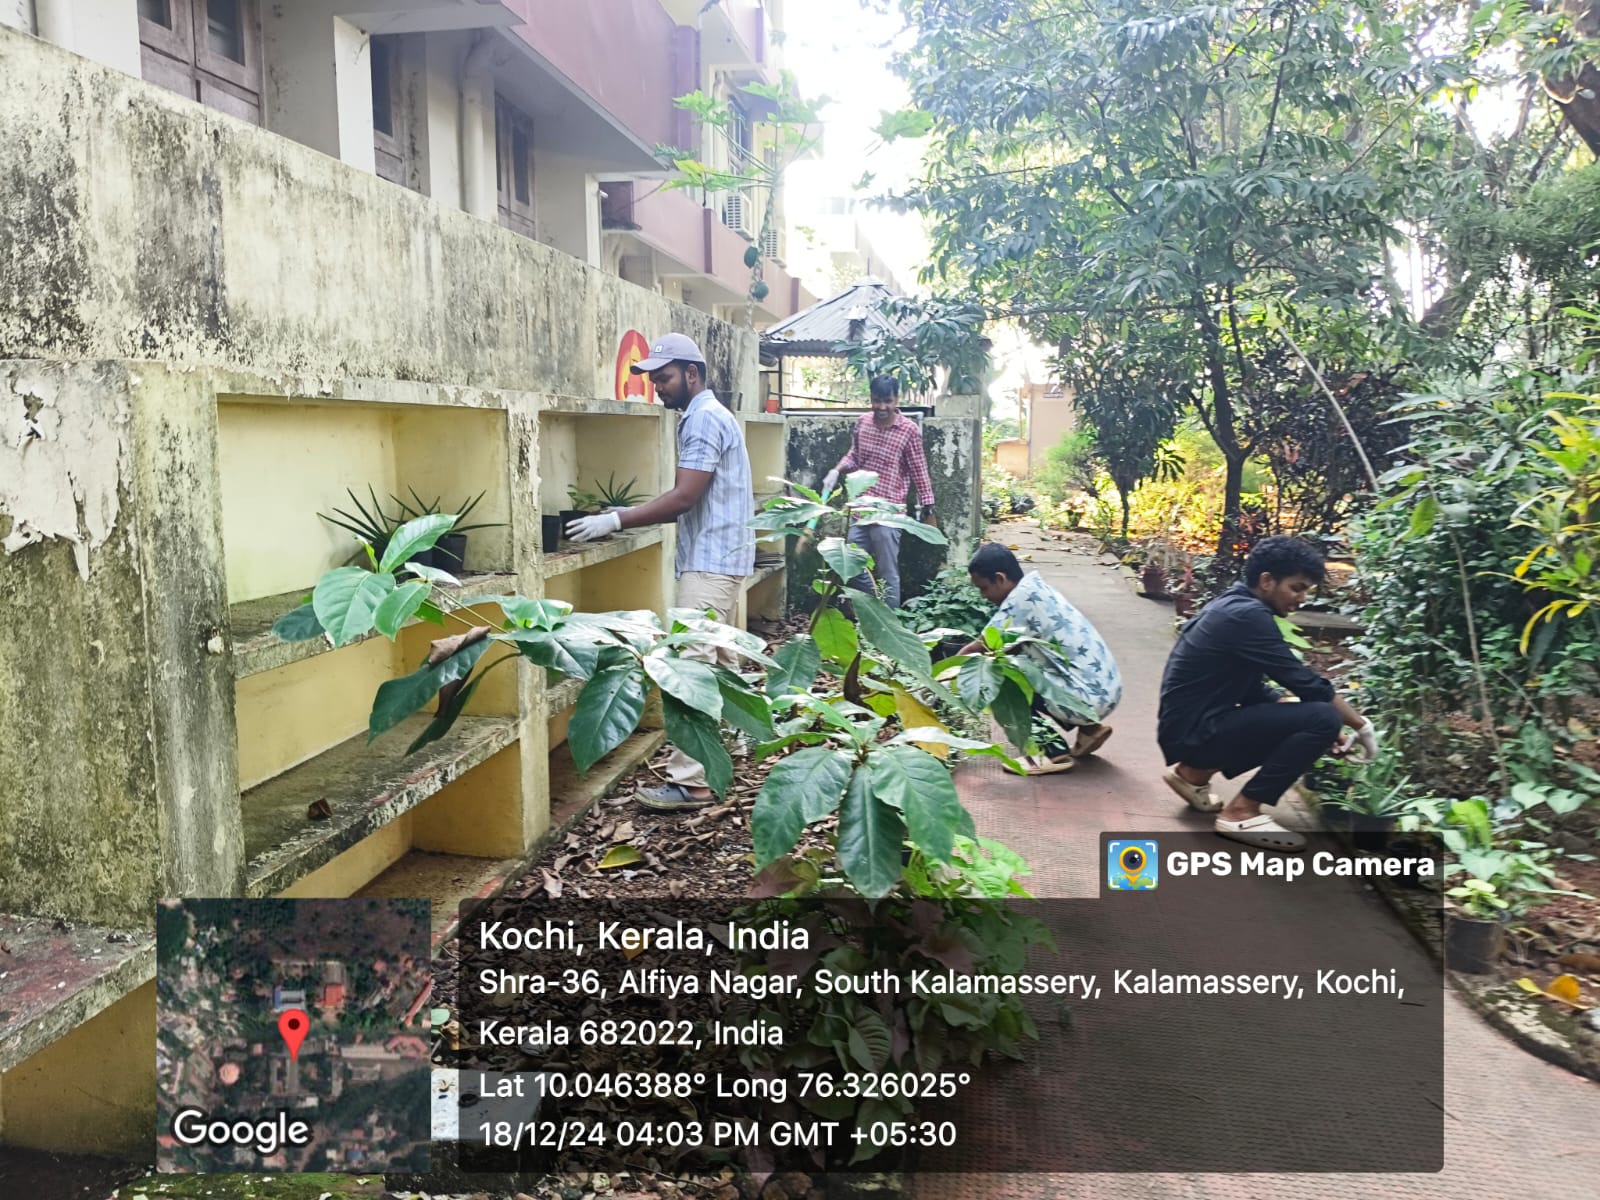 GPS Map Camera
Kochi, Kerala, India
Shra-36, Alfiya Nagar, South Kalamassery, Kalamassery, Kochi,
Kerala 682022, India
Lat 10.046388° Long 76.326025°
18/12/24 04:03 PM GMT +05:30
Google